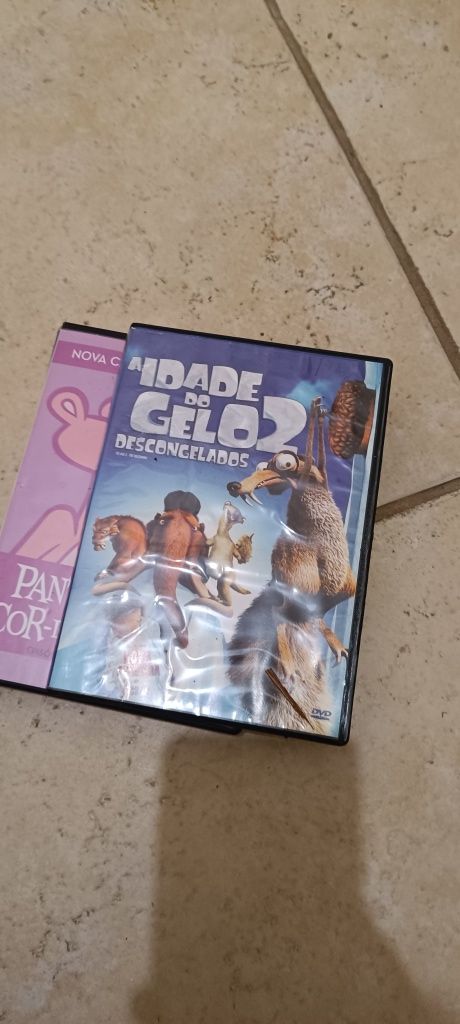 NOVA C
PAN
COR-
A IDADE
DO
GELO 2
DESCONGELADOS
DVD